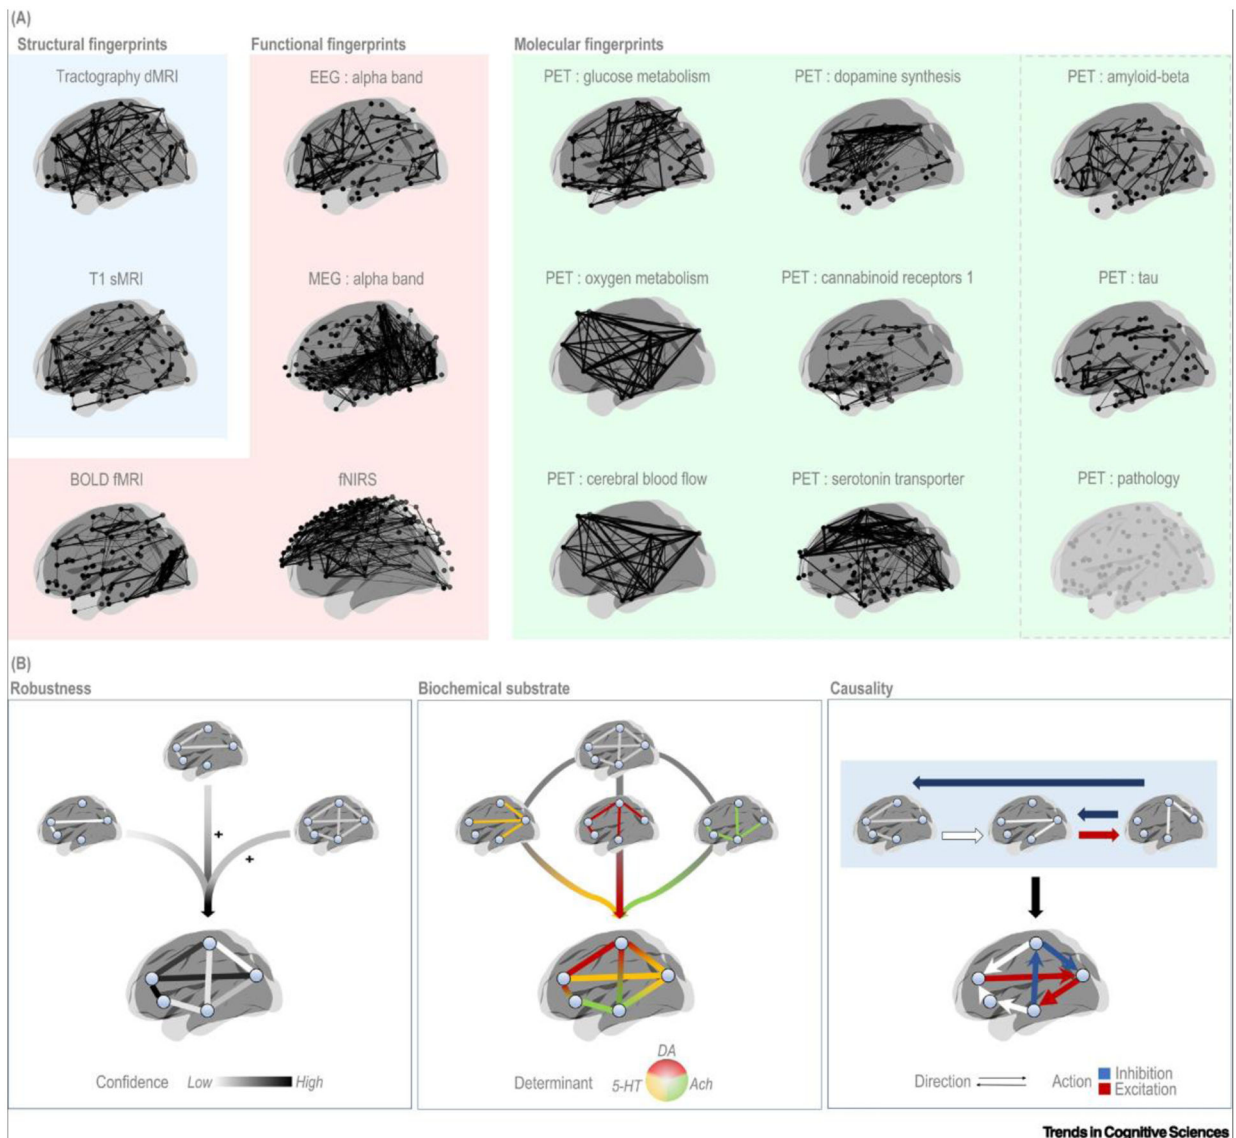 (A)
Structural fingerprints
Functional fingerprints
Molecular fingerprints
Tractography dMRI
EEG : alpha band
PET : glucose metabolism
PET : dopamine synthesis
PET : amyloid-beta
T1 sMRI
MEG : alpha band
PET : oxygen metabolism
PET : cannabinoid receptors 1
PET : tau
BOLD fMRI
fNIRS
PET : cerebral blood flow
PET : serotonin transporter
PET : pathology
(B)
Robustness
Biochemical substrate
Causality
+
+
Confidence
Low
High
Determinant
DA
5-HT
Ach
Direction
Action
Inhibition
Excitation
Trends in Cognitive Sciences